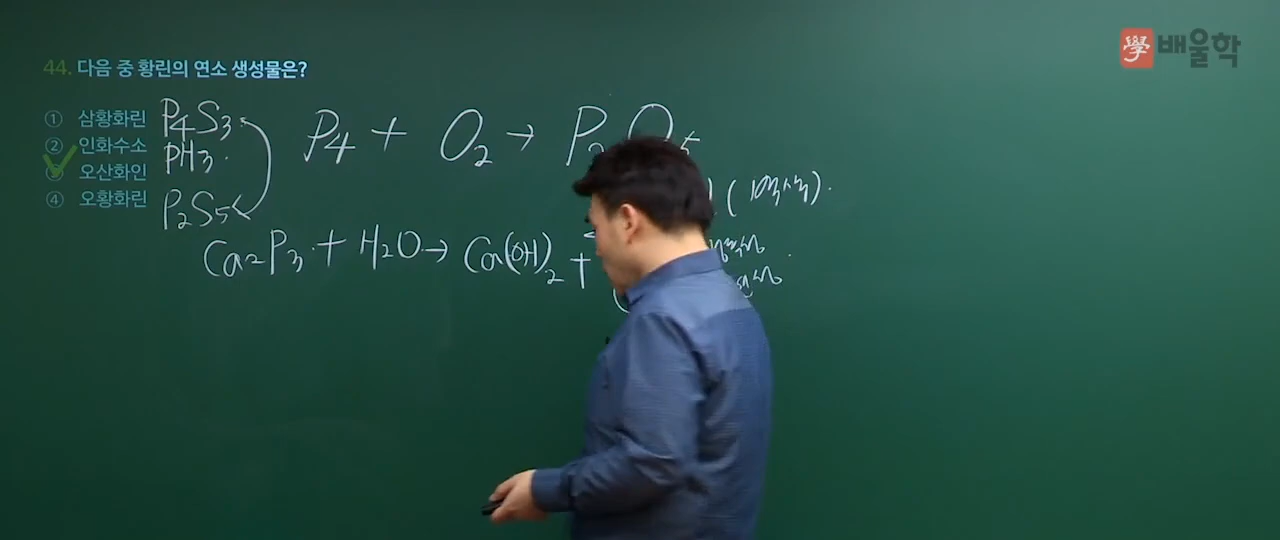 學 배울학
44. 다음 중 황린의 연소 생성물은?
① 삼황화린 P4S3
② 인화수소 PH3
오산화인
④ 오황화린 P2S5
P4 + O2 → P2O5
(백색).
Ca2P3 + H2O → Ca(OH)2 +